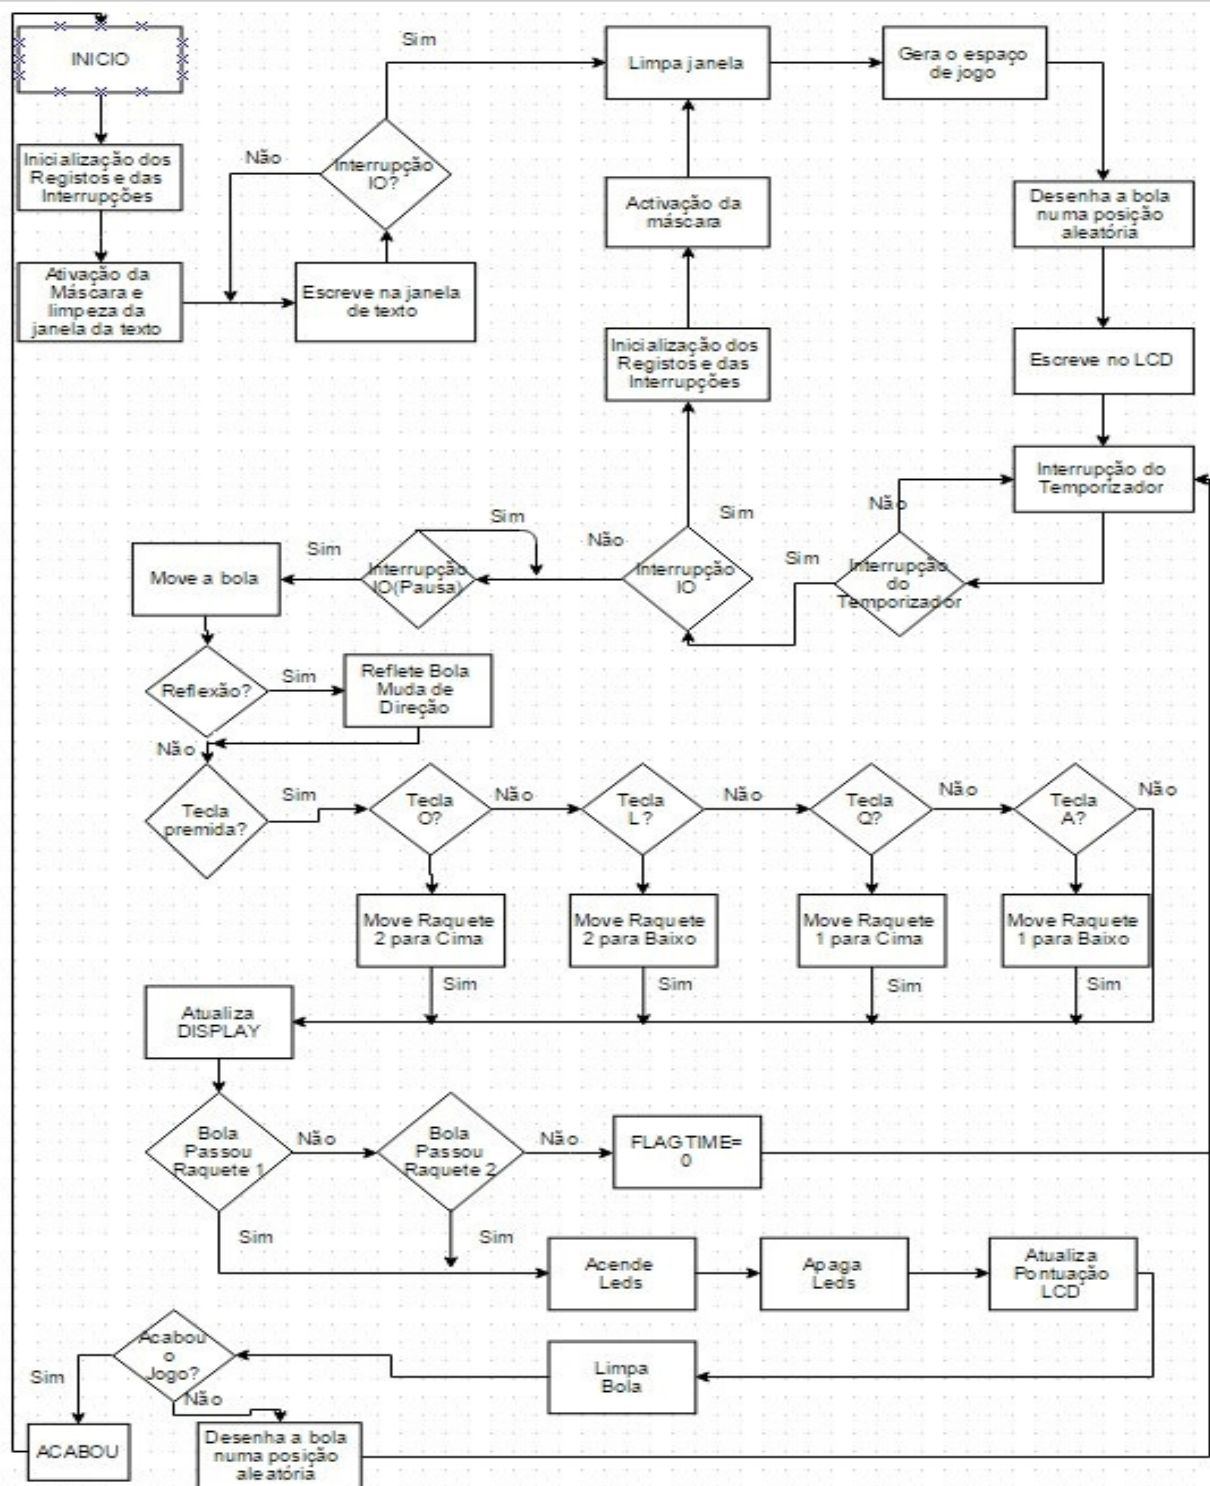 INICIO
Inicialização dos
Registos e das
Interrupções
Ativação da
Máscara e
limpeza da
janela da texto
Escreve na janela
de texto
Não
Interrupção
IO?
Sim
Limpa janela
Gera o espaço
de jogo
Activação da
máscara
Desenha a bola
numa posição
aleatória
Inicialização dos
Registos e das
Interrupções
Escreve no LCD
Interrupção do
Temporizador
Não
Interrupção
do
Temporizador
Sim
Sim
Interrupção
IO
Não
Sim
Interrupção
IO(Pausa)
Sim
Move a bola
Reflexão?
Sim
Reflete Bola
Muda de
Direção
Não
Tecla
premida?
Sim
Tecla
O?
Não
Tecla
L?
Não
Tecla
Q?
Não
Tecla
A?
Não
Move Raquete
2 para Cima
Move Raquete
2 para Baixo
Move Raquete
1 para Cima
Move Raquete
1 para Baixo
Sim
Sim
Sim
Sim
Atualiza
DISPLAY
Bola
Passou
Raquete 1
Não
Bola
Passou
Raquete 2
Não
FLAGTIME=
0
Sim
Sim
Acende
Leds
Apaga
Leds
Atualiza
Pontuação
LCD
Limpa
Bola
Acabou
o
Jogo?
Sim
Não
ACABOU
Desenha a bola
numa posição
aleatória